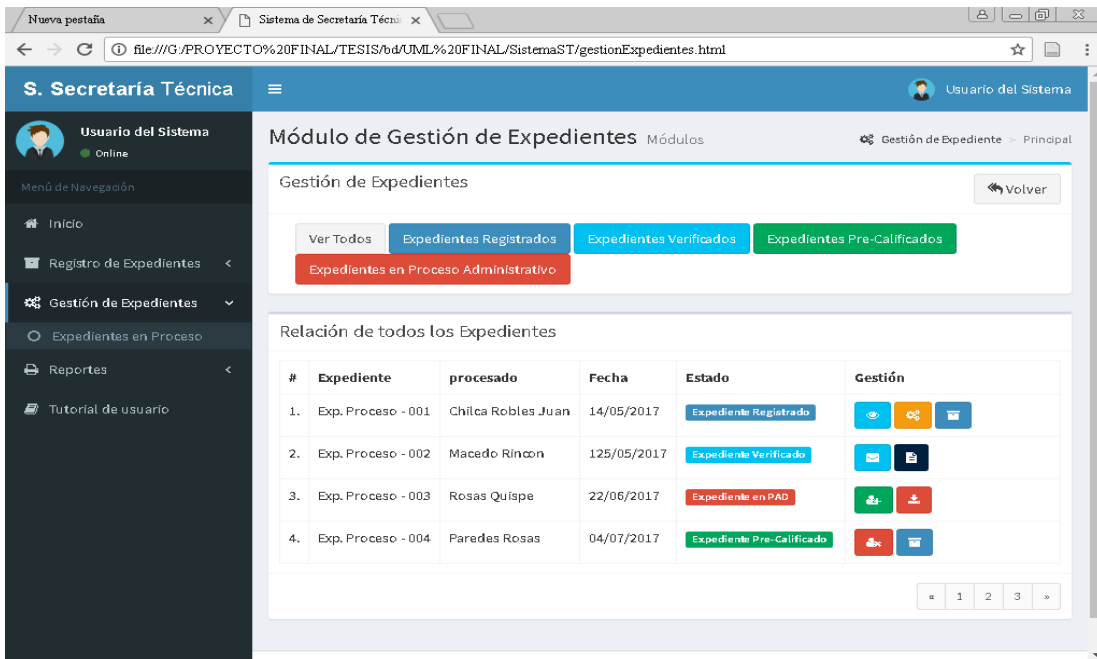 Nueva pestaña
Sistema de Secretaría Técni
file:///G:/PROYECTO%20FINAL/TESIS/bd/UML%20FINAL/SistemaST/gestionExpedientes.html
S. Secretaría Técnica
Usuario del Sistema
Usuario del Sistema
Online
Menú de Navegación
Inicio
Registro de Expedientes
Gestión de Expedientes
Expedientes en Proceso
Reportes
Tutorial de usuario
Módulo de Gestión de Expedientes Módulos
Gestión de Expediente > Principal
Gestión de Expedientes
Volver
Ver Todos Expedientes Registrados Expedientes Verificados Expedientes Pre-Calificados
Expedientes en Proceso Administrativo
Relación de todos los Expedientes
# Expediente procesado Fecha Estado Gestión
1. Exp. Proceso - 001 Chilca Robles Juan 14/05/2017 Expediente Registrado
2. Exp. Proceso - 002 Macedo Rincon 125/05/2017 Expediente Verificado
3. Exp. Proceso - 003 Rosas Quispe 22/06/2017 Expediente en PAD
4. Exp. Proceso - 004 Paredes Rosas 04/07/2017 Expediente Pre-Calificado
« 1 2 3 »